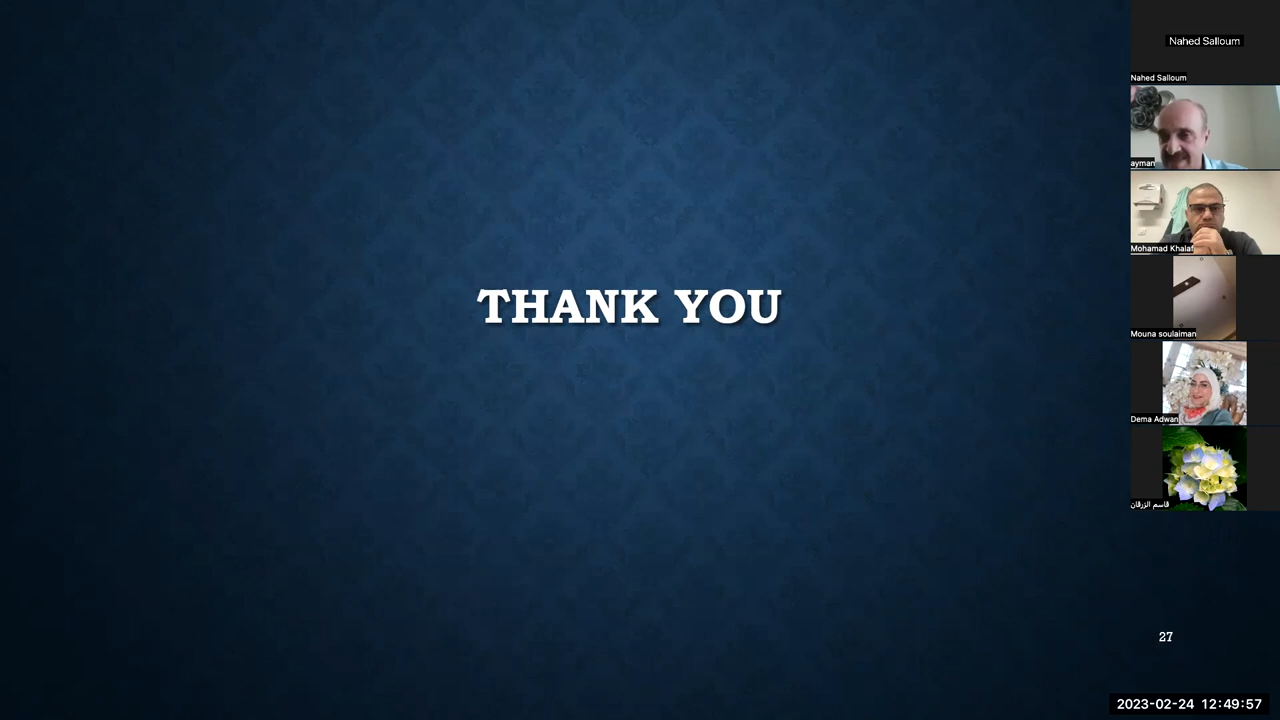 THANK YOU
27
Nahed Salloum
Nahed Salloum
ayman
Mohamad Khalaf
Mouna soulaiman
Dema Adwan
قاسم الزرقان
2023-02-24 12:49:57